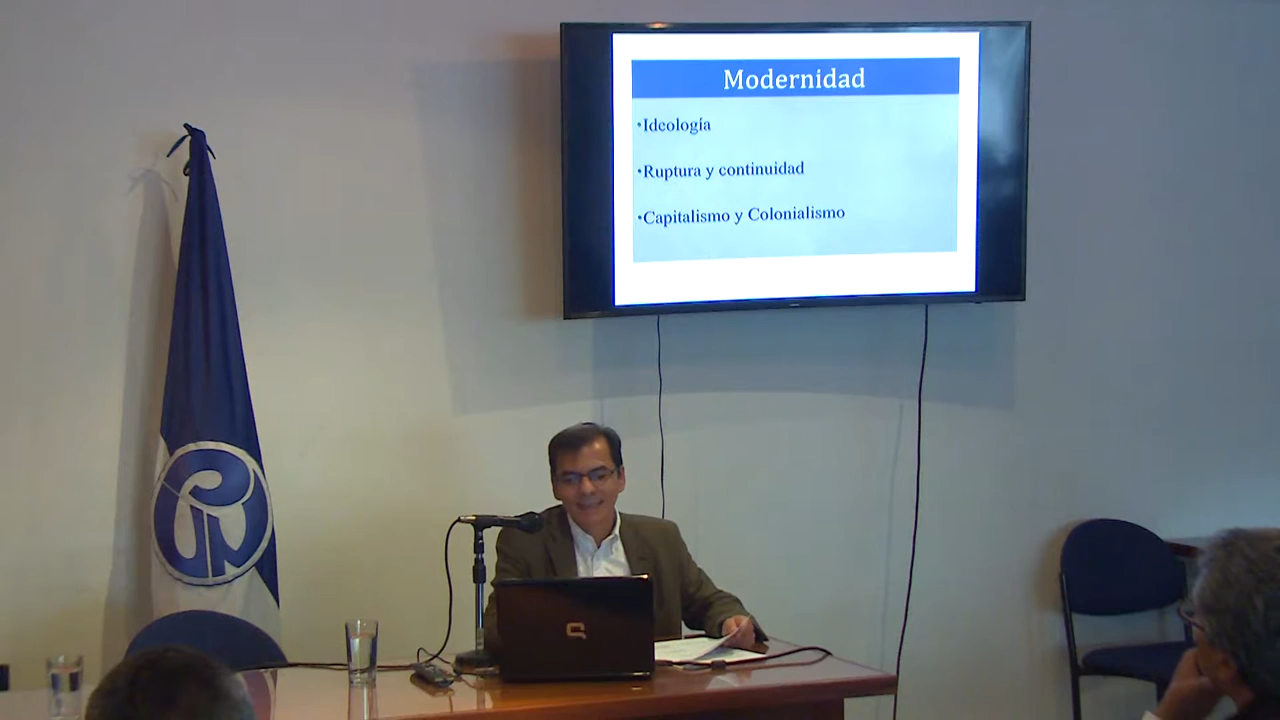 Modernidad
•Ideología
•Ruptura y continuidad
•Capitalismo y Colonialismo